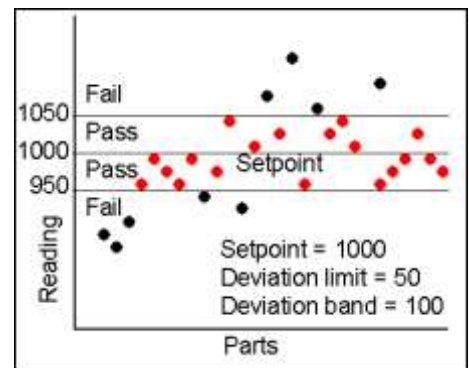 Fail
1050
Pass
1000
Setpoint
Pass
950
Fail
Reading
Setpoint = 1000
Deviation limit = 50
Deviation band = 100
Parts